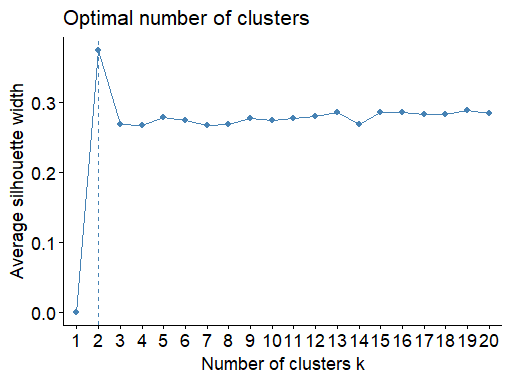 Optimal number of clusters
Average silhouette width
0.3
0.2
0.1
0.0
1 2 3 4 5 6 7 8 9 10 11 12 13 14 15 16 17 18 19 20
Number of clusters k